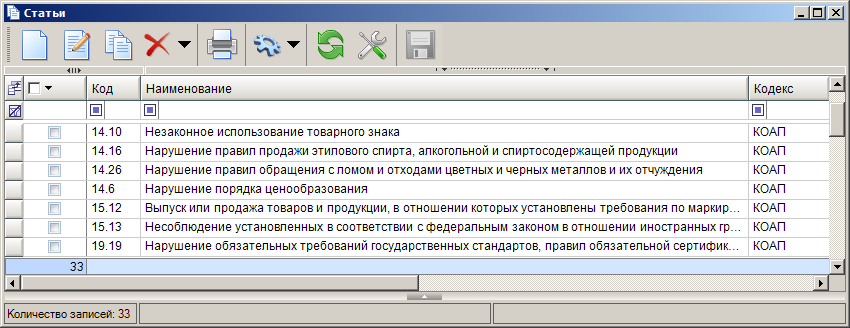 Статьи
Код Наименование Кодекс
14.10 Незаконное использование товарного знака КОАП
14.16 Нарушение правил продажи этилового спирта, алкогольной и спиртосодержащей продукции КОАП
14.26 Нарушение правил обращения с ломом и отходами цветных и черных металлов и их отчуждения КОАП
14.6 Нарушение порядка ценообразования КОАП
15.12 Выпуск или продажа товаров и продукции, в отношении которых установлены требования по маркир... КОАП
15.13 Несоблюдение установленных в соответствии с федеральным законом в отношении иностранных гр... КОАП
19.19 Нарушение обязательных требований государственных стандартов, правил обязательной сертифик... КОАП
33
Количество записей: 33